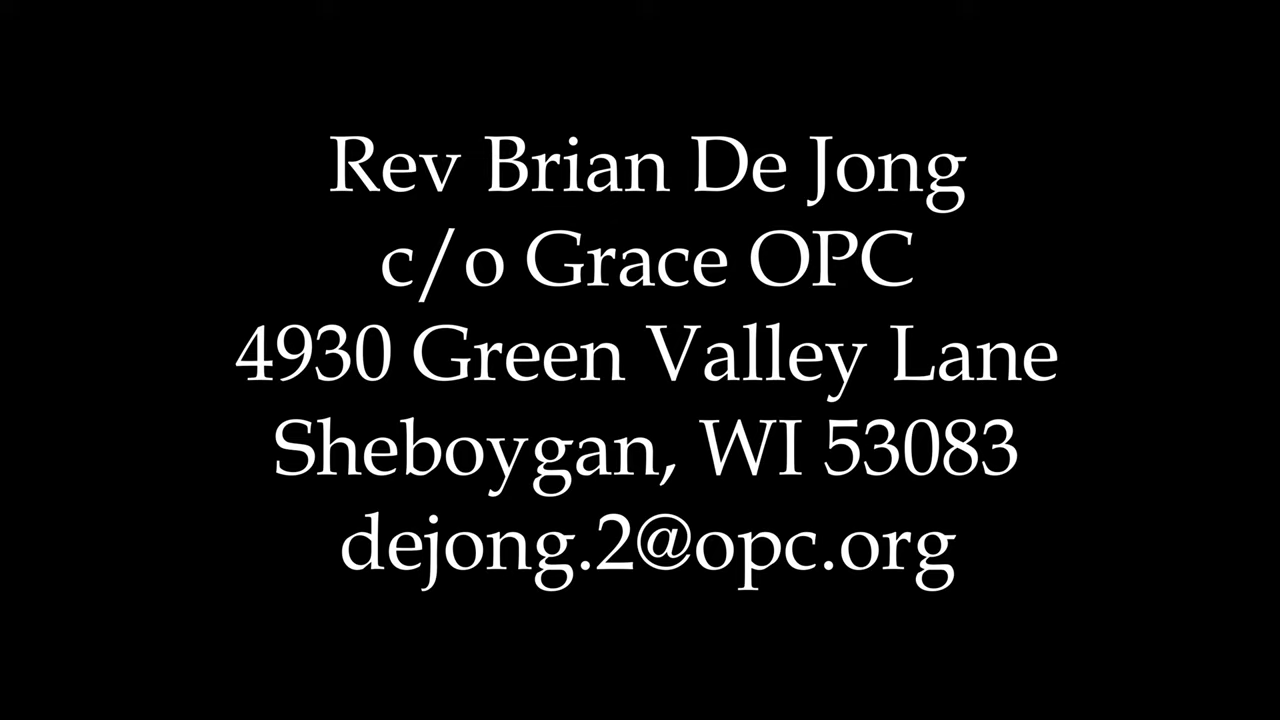 Rev Brian De Jong
c/o Grace OPC
4930 Green Valley Lane
Sheboygan, WI 53083
dejong.2@opc.org